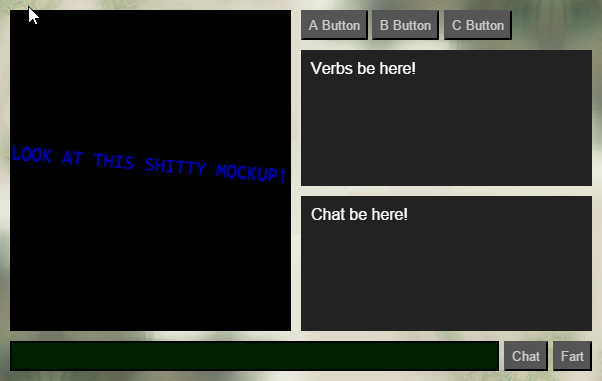 A Button B Button C Button
Verbs be here!
LOOK AT THIS SHITTY MOCKUP!
Chat be here!
Chat Fart